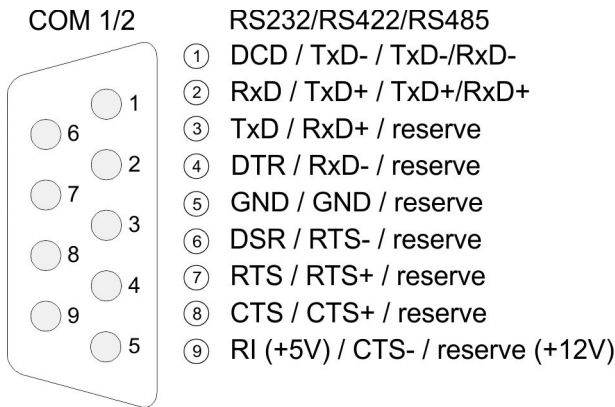 COM 1/2
RS232/RS422/RS485
1 DCD / TxD- / TxD-/RxD-
2 RxD / TxD+ / TxD+/RxD+
3 TxD / RxD+ / reserve
4 DTR / RxD- / reserve
5 GND / GND / reserve
6 DSR / RTS- / reserve
7 RTS / RTS+ / reserve
8 CTS / CTS+ / reserve
9 RI (+5V) / CTS- / reserve (+12V)
1
6
2
7
3
8
4
9
5